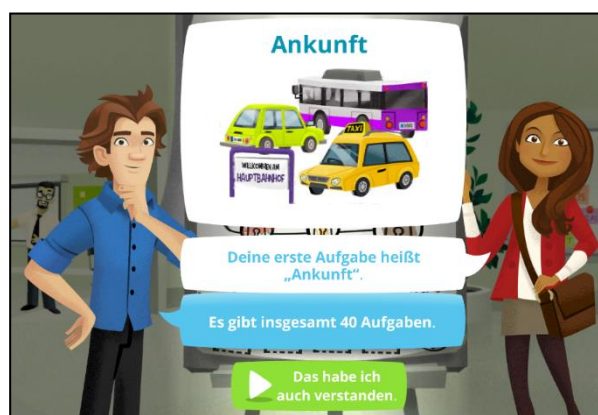 Ankunft
TAXI
WILLKOMMEN AM
HAUPTBAHNHOF
Deine erste Aufgabe heißt
„Ankunft“.
Es gibt insgesamt 40 Aufgaben.
Das habe ich
auch verstanden.